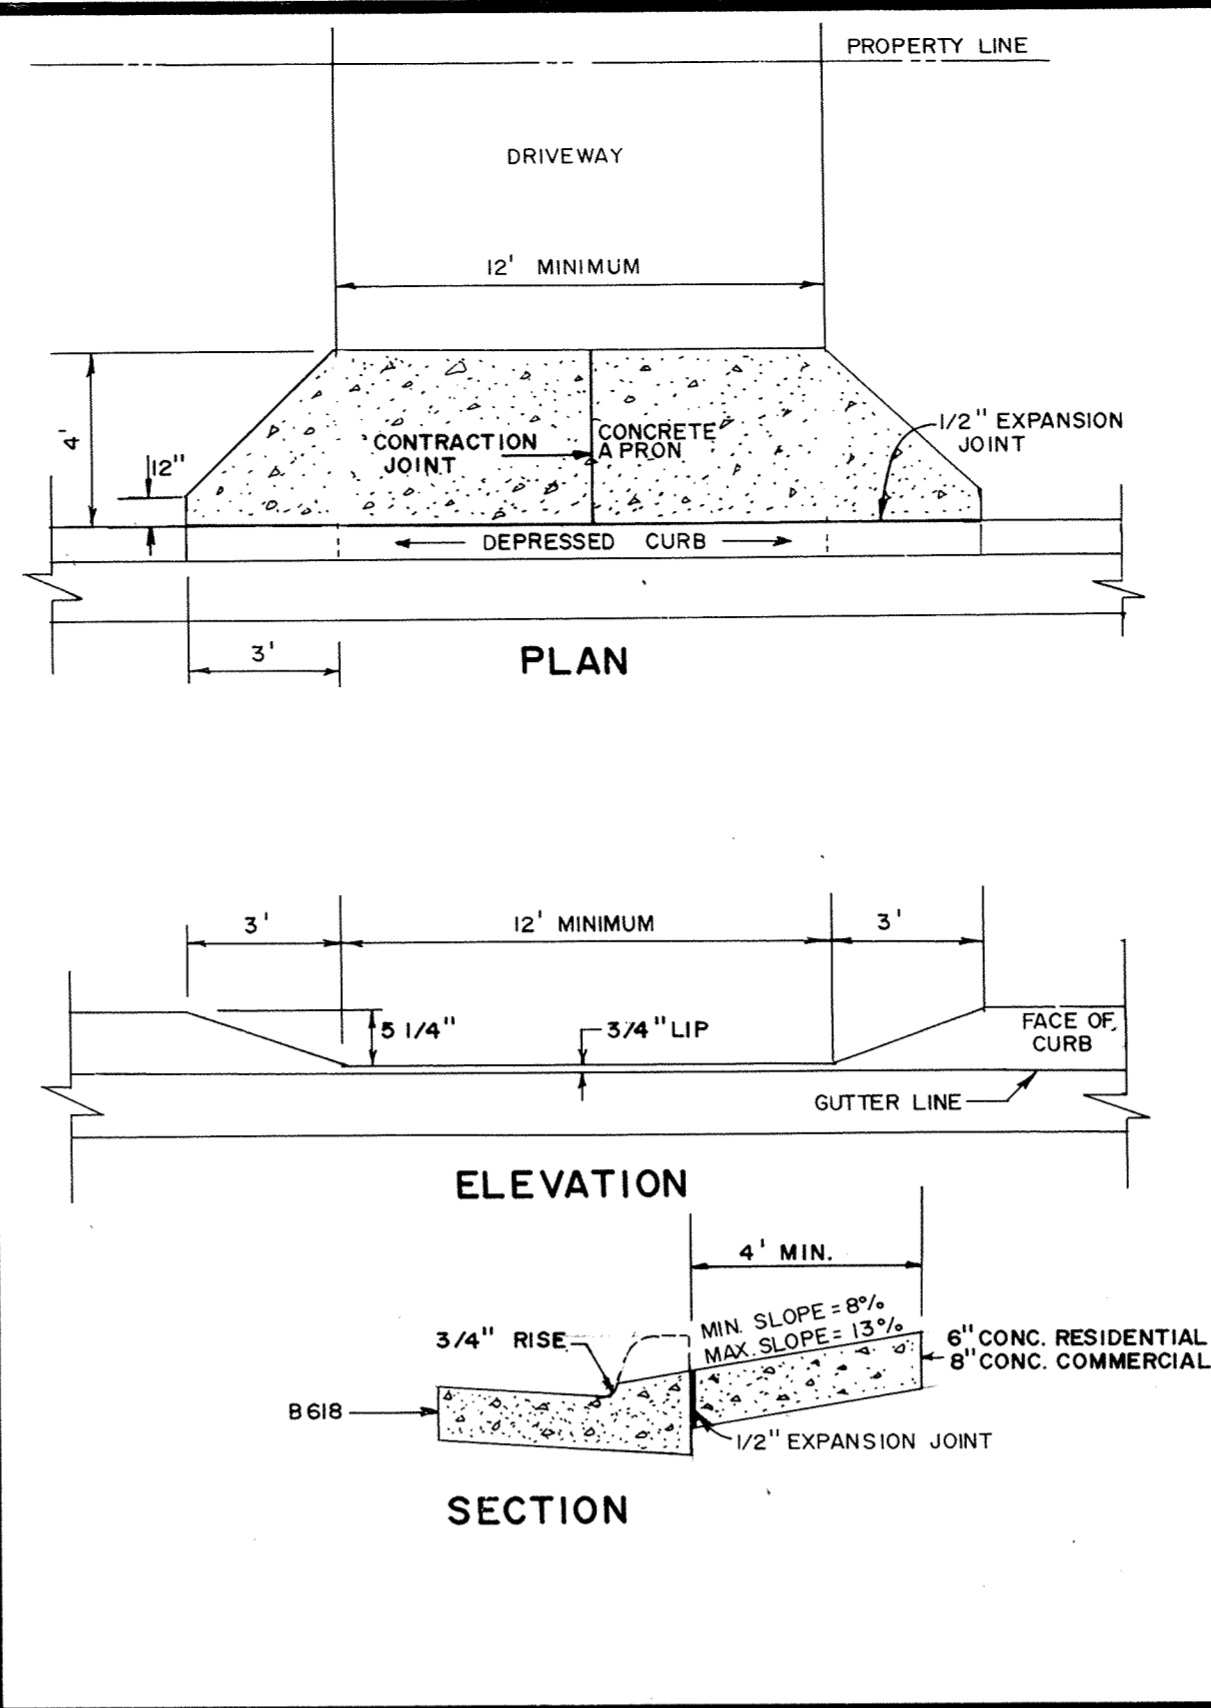 PROPERTY LINE
DRIVEWAY
12' MINIMUM
4'
12"
CONTRACTION
JOINT
CONCRETE
APRON
1/2" EXPANSION
JOINT
DEPRESSED CURB
3'
PLAN
3'
12' MINIMUM
3'
5 1/4"
3/4" LIP
FACE OF
CURB
GUTTER LINE
ELEVATION
4' MIN.
MIN. SLOPE = 8%
MAX. SLOPE = 13%
3/4" RISE
6" CONC. RESIDENTIAL
8" CONC. COMMERCIAL
B618
1/2" EXPANSION JOINT
SECTION